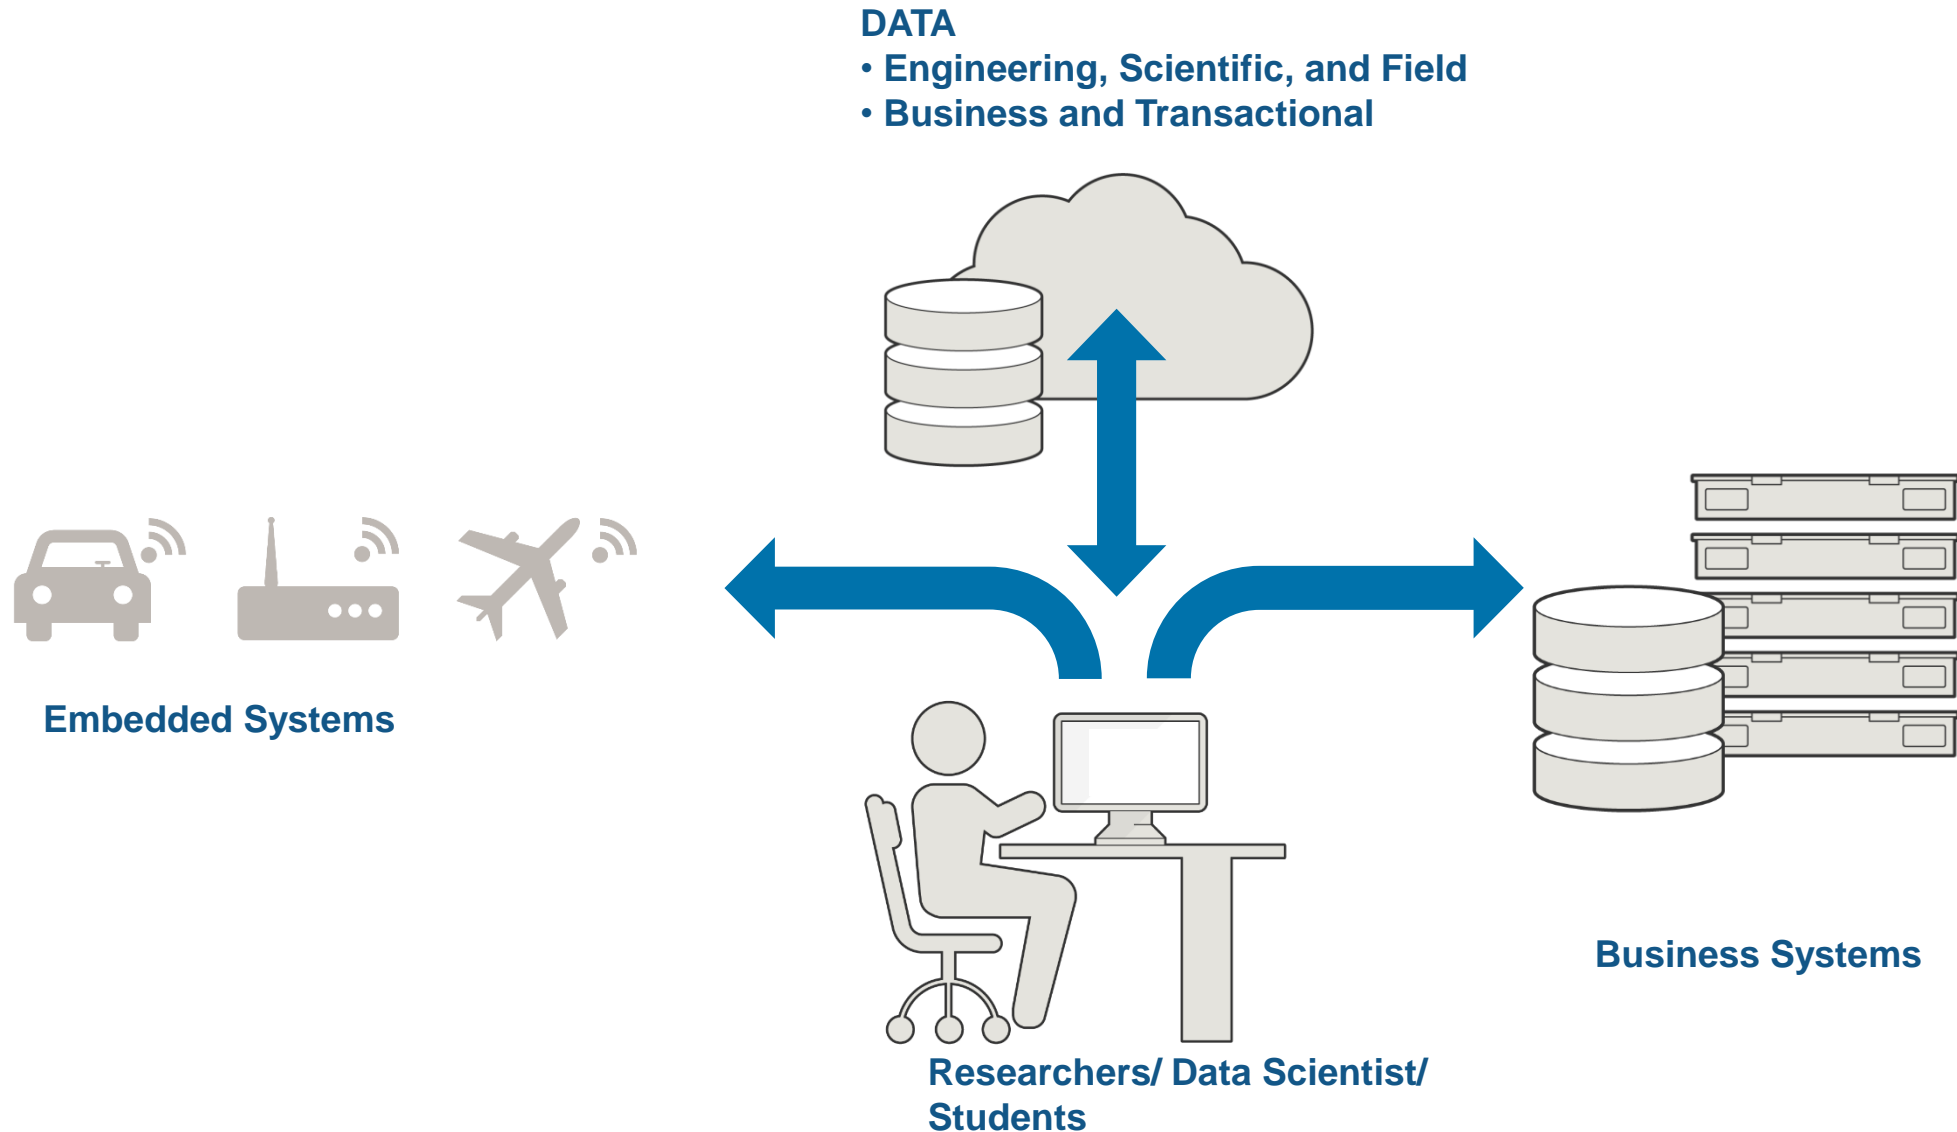 DATA
• Engineering, Scientific, and Field
• Business and Transactional
Embedded Systems
Business Systems
Researchers/ Data Scientist/
Students